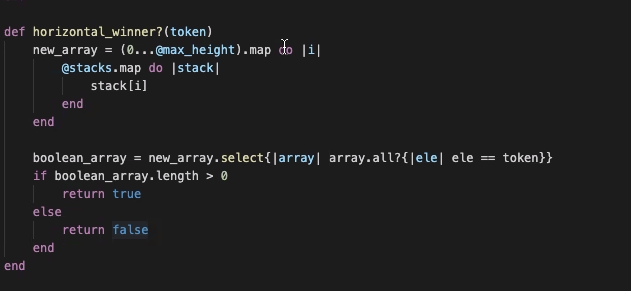 def horizontal_winner?(token)
    new_array = (0...@max_height).map do |i|
        @stacks.map do |stack|
            stack[i]
        end
    end

    boolean_array = new_array.select{|array| array.all?{|ele| ele == token}}
    if boolean_array.length > 0
        return true
    else
        return false
    end
end